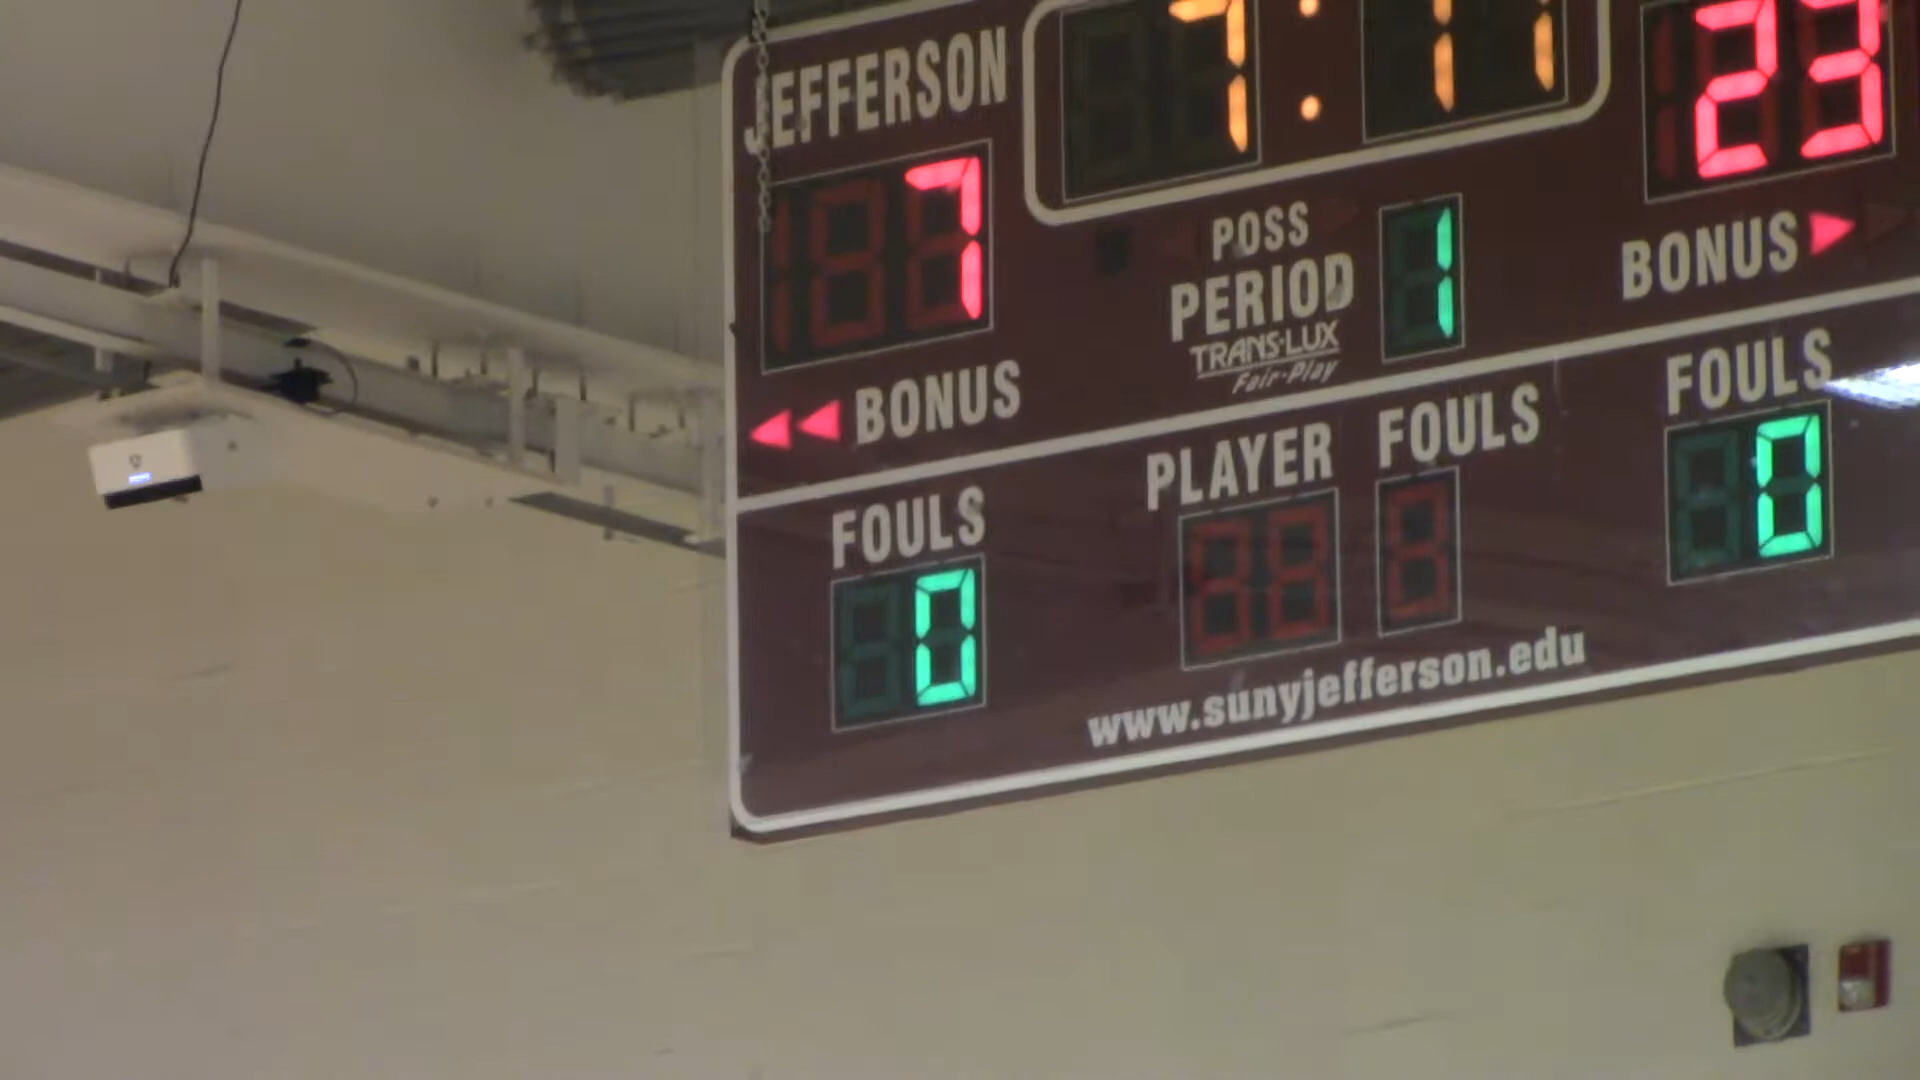 JEFFERSON
7:11
23
7
POSS
PERIOD
1
TRANS-LUX
Fair-Play
BONUS
BONUS
FOULS
0
PLAYER FOULS
FOULS
0
www.sunyjefferson.edu